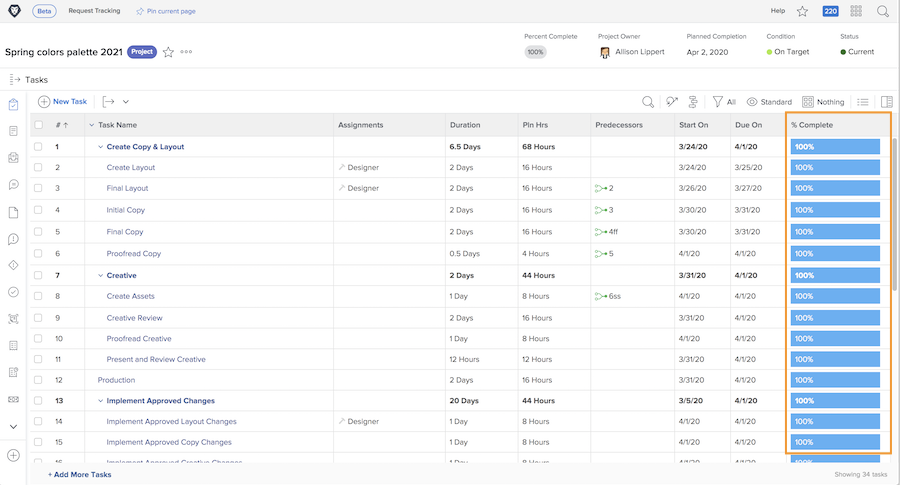 Beta Request Tracking Pin current page Help 220
Spring colors palette 2021 Project
Percent Complete Project Owner Planned Completion Condition Status
100% Allison Lippert Apr 2, 2020 On Target Current
Tasks
New Task All Standard Nothing
# Task Name Assignments Duration Pln Hrs Predecessors Start On Due On % Complete
1 Create Copy & Layout 6.5 Days 68 Hours 3/24/20 4/1/20 100%
2 Create Layout Designer 2 Days 16 Hours 3/24/20 3/25/20 100%
3 Final Layout Designer 2 Days 16 Hours 2 3/26/20 3/27/20 100%
4 Initial Copy 2 Days 16 Hours 3 3/30/20 3/31/20 100%
5 Final Copy 2 Days 16 Hours 4ff 3/30/20 3/31/20 100%
6 Proofread Copy 0.5 Days 4 Hours 5 4/1/20 4/1/20 100%
7 Creative 2 Days 44 Hours 3/31/20 4/1/20 100%
8 Create Assets 1 Day 8 Hours 6ss 4/1/20 4/1/20 100%
9 Creative Review 2 Days 16 Hours 3/31/20 4/1/20 100%
10 Proofread Creative 1 Day 8 Hours 4/1/20 4/1/20 100%
11 Present and Review Creative 12 Hours 12 Hours 3/31/20 4/1/20 100%
12 Production 2 Days 16 Hours 3/31/20 4/1/20 100%
13 Implement Approved Changes 20 Days 44 Hours 3/5/20 4/1/20 100%
14 Implement Approved Layout Changes Designer 1 Day 8 Hours 4/1/20 4/1/20 100%
15 Implement Approved Copy Changes 1 Day 8 Hours 4/1/20 4/1/20 100%
+ Add More Tasks Showing 34 tasks